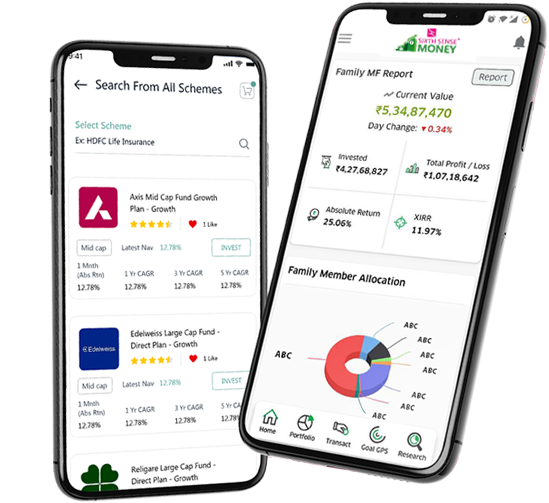 9:41
Search From All Schemes
Select Scheme
Ex: HDFC Life Insurance
Axis Mid Cap Fund Growth
Plan - Growth
1 Like
Mid cap
Latest Nav 12.78%
INVEST
1 Mnth
(Abs Rtn)
1 Yr CAGR
3 Yr CAGR
5 Yr CAGR
12.78%
12.78%
12.78%
12.78%
Edelweiss
Edelweiss Large Cap Fund -
Direct Plan - Growth
1 Like
Mid cap
Latest Nav 12.78%
INVEST
1 Mnth
(Abs Rtn)
1 Yr CAGR
3 Yr CAGR
5 Yr CA
12.78%
12.78%
12.78%
12.78%
Religare Large Cap Fund -
Direct Plan - Growth
SIXTH SENSE
MONEY
Family MF Report
Report
Current Value
₹5,34,87,470
Day Change: ▼0.34%
Invested
₹4,27,68,827
Total Profit / Loss
₹1,07,18,642
Absolute Return
25.06%
XIRR
11.97%
Family Member Allocation
ABC
ABC
ABC
ABC
ABC
ABC
ABC
Home
Portfolio
Transact
Goal GPS
Research